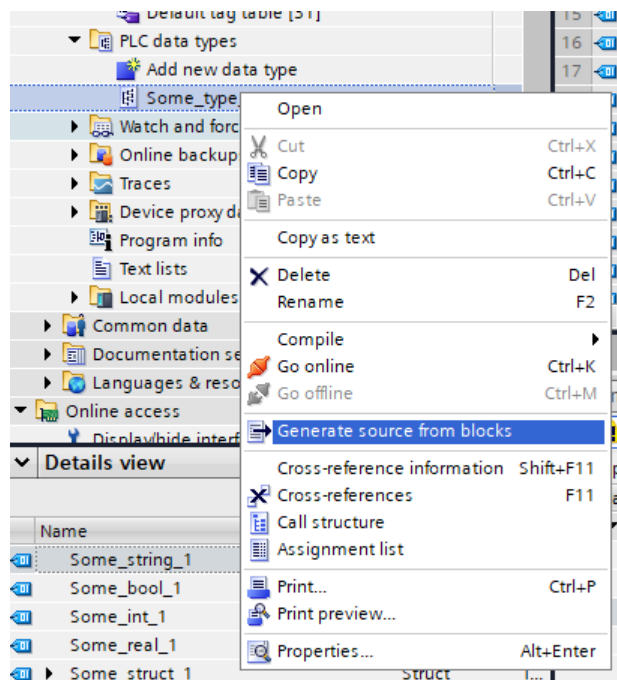 Default tag table [31]
15
PLC data types
16
Add new data type
17
Some_type_
Open
Watch and forc
Cut Ctrl+X
Online backup
Copy Ctrl+C
Traces
Paste Ctrl+V
Device proxy d
Program info
Copy as text
Text lists
Delete Del
Local modules
Rename F2
Common data
Compile
Documentation se
Go online Ctrl+K
Languages & reso
Go offline Ctrl+M
Online access
Generate source from blocks
Display/hide interf
Details view
Cross-reference information Shift+F11
Cross-references F11
Name
Call structure
Some_string_1
Assignment list
Some_bool_1
Print... Ctrl+P
Some_int_1
Print preview...
Some_real_1
Properties... Alt+Enter
Some_struct_1 Struct